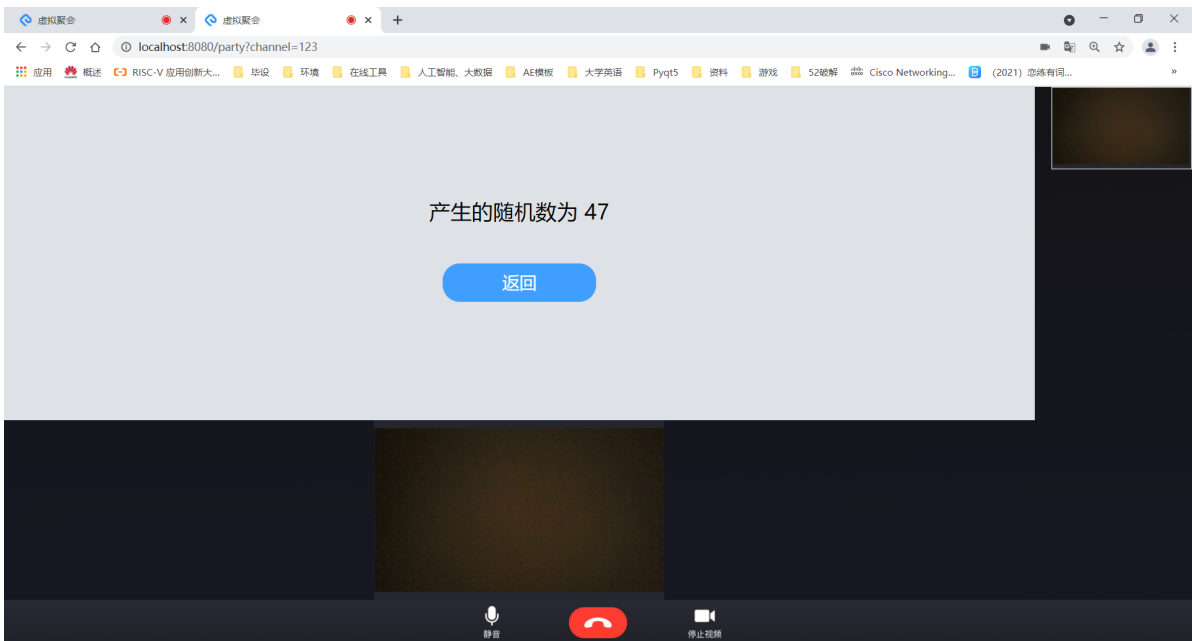 虚拟聚会 虚拟聚会
localhost:8080/party?channel=123
应用 概述 RISC-V 应用创新大... 毕设 环境 在线工具 人工智能、大数据 AE模板 大学英语 Pyqt5 资料 游戏 52破解 Cisco Networking... (2021) 恋练有词... »
产生的随机数为 47
返回
静音 停止视频